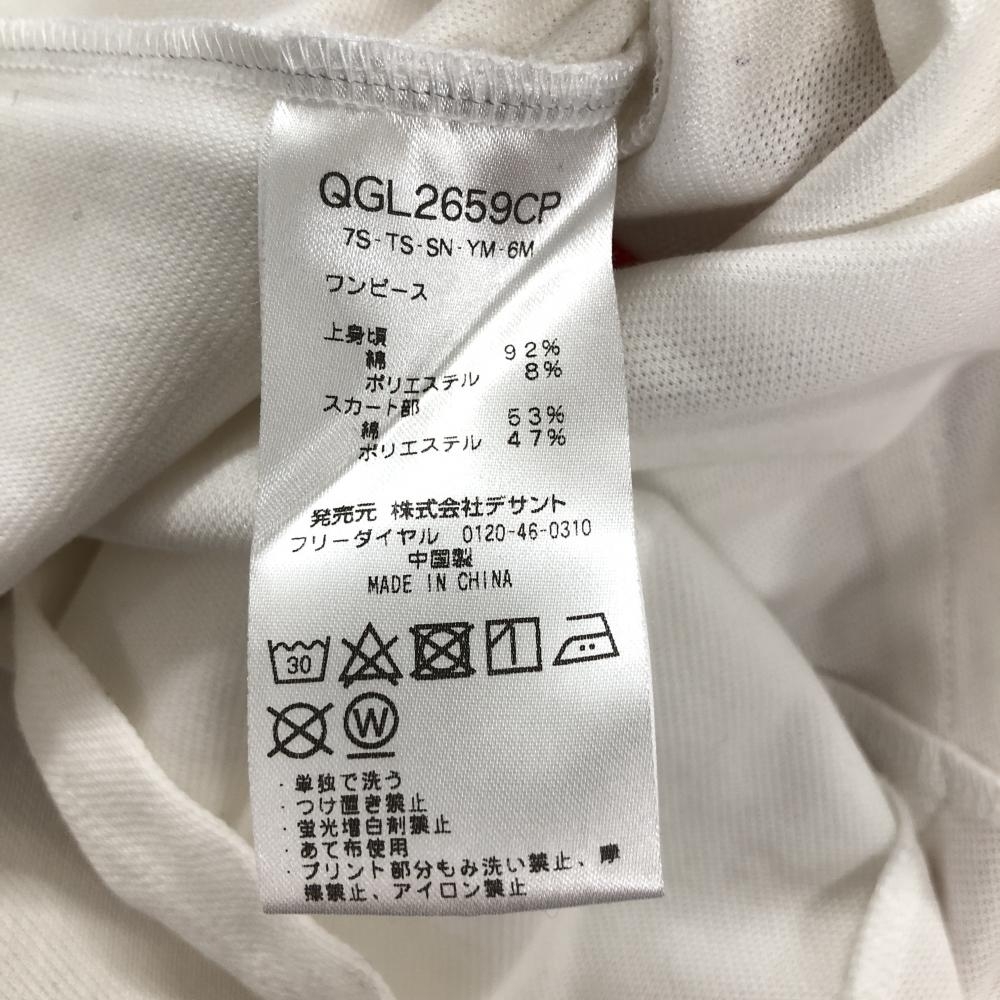 QGL2659CP
7S-TS-SN-YM-6M
ワンピース
上身頃
綿 92%
ポリエステル 8%
スカート部
綿 53%
ポリエステル 47%
発売元 株式会社デサント
フリーダイヤル 0120-46-0310
中国製
MADE IN CHINA
30
W
・単独で洗う
・つけ置き禁止
・蛍光増白剤禁止
・あて布使用
・プリント部分もみ洗い禁止、摩
擦禁止、アイロン禁止